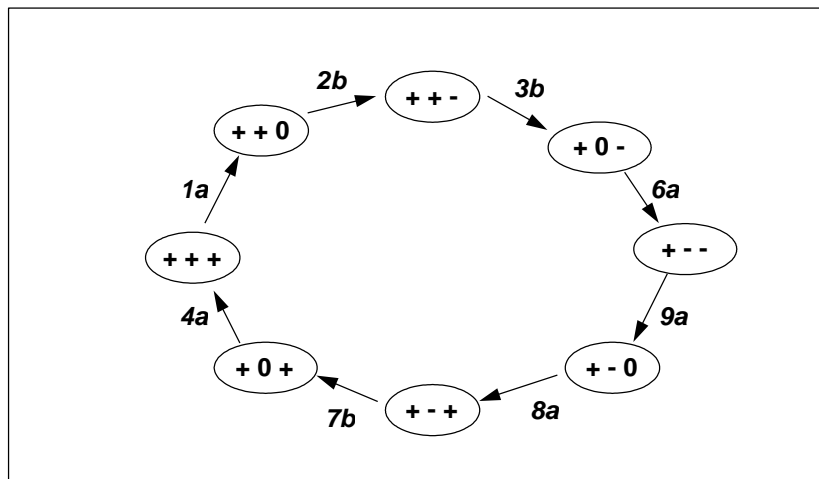 2b
+ + -
3b
+ + 0
+ 0 -
1a
6a
+ + +
+ - -
4a
9a
+ 0 +
+ - 0
7b
+ - +
8a